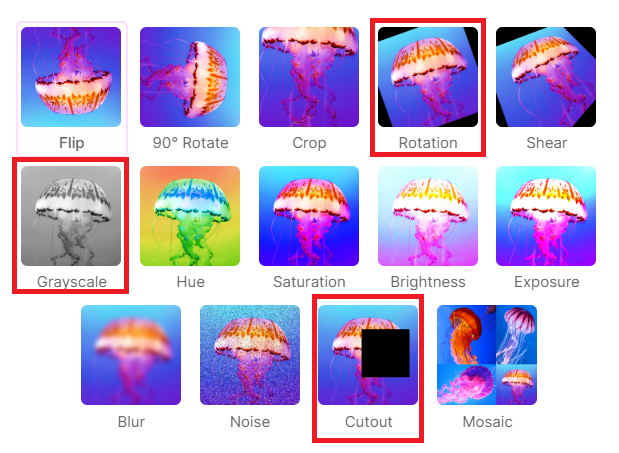 Flip
90° Rotate
Crop
Rotation
Shear
Grayscale
Hue
Saturation
Brightness
Exposure
Blur
Noise
Cutout
Mosaic